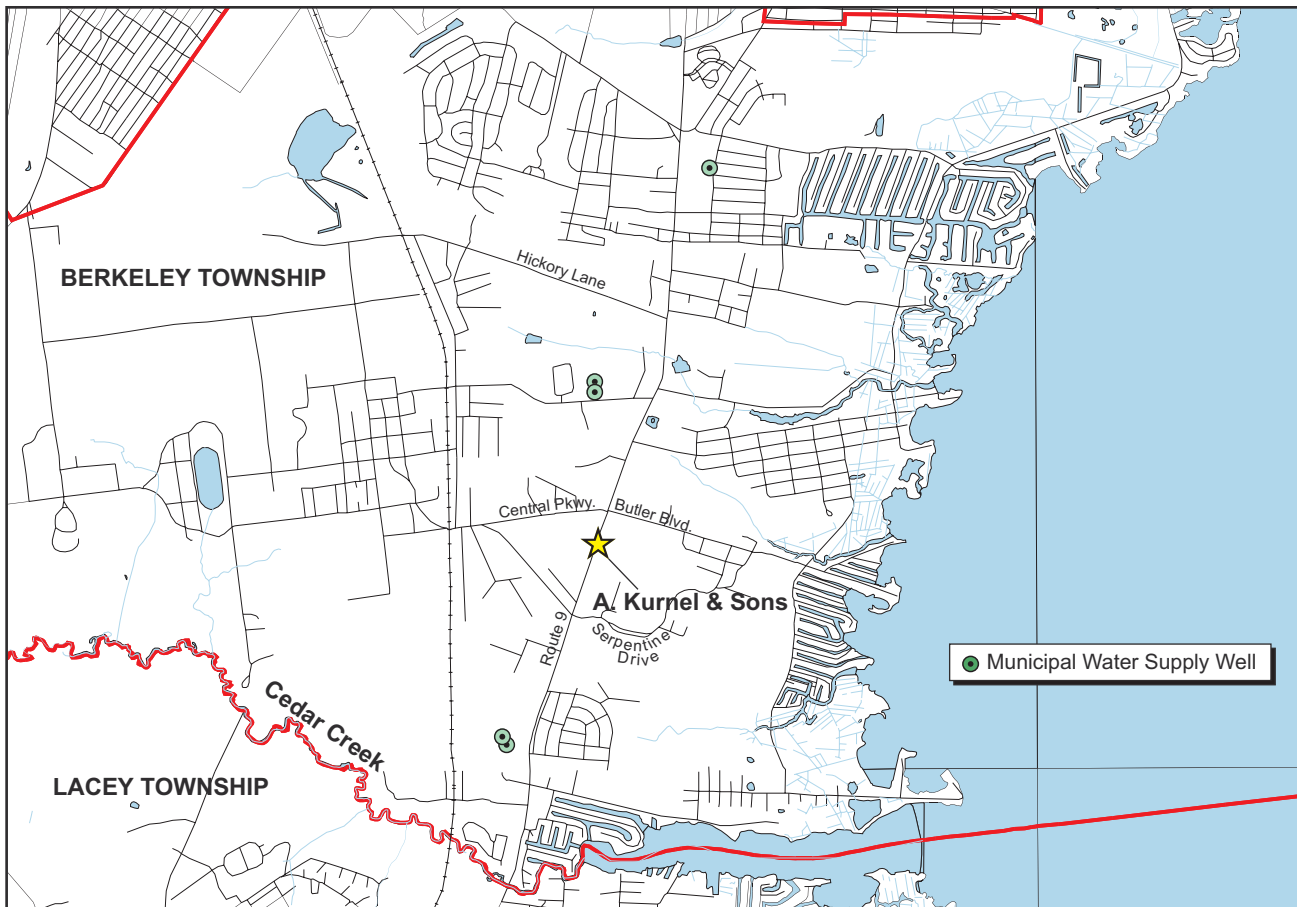 Hickory Lane
BERKELEY TOWNSHIP
Central Pkwy.
Butler Blvd.
A. Kurnel & Sons
Route 9
Serpentine
Drive
Municipal Water Supply Well
Cedar Creek
LACEY TOWNSHIP